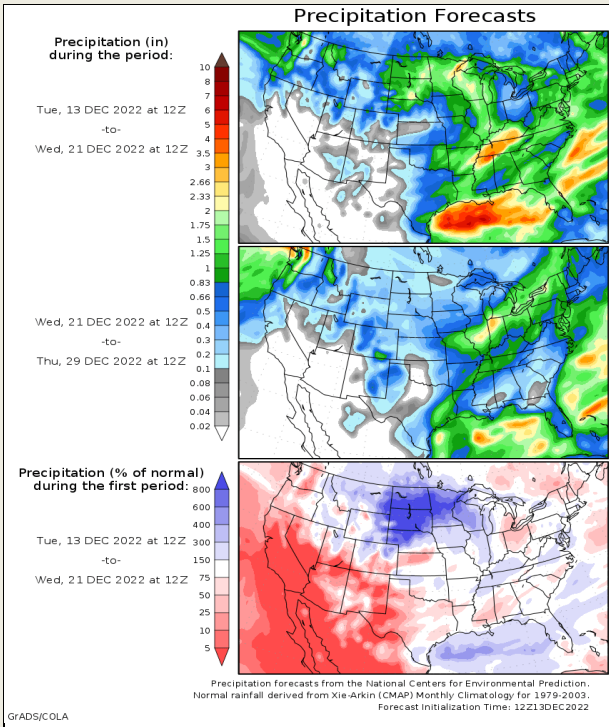 Precipitation Forecasts
Precipitation (in)
during the period:
Tue, 13 DEC 2022 at 12Z
-to-
Wed, 21 DEC 2022 at 12Z
10
8
7
6
5
4
3.5
3
2.66
2.33
2
1.75
1.5
1.25
1
0.83
0.66
0.5
0.4
0.3
0.2
0.1
0.08
0.06
0.04
0.02
Wed, 21 DEC 2022 at 12Z
-to-
Thu, 29 DEC 2022 at 12Z
Precipitation (% of normal)
during the first period:
Tue, 13 DEC 2022 at 12Z
-to-
Wed, 21 DEC 2022 at 12Z
800
600
400
300
150
75
50
25
10
5
Precipitation forecasts from the National Centers for Environmental Prediction.
Normal rainfall derived from Xie-Arkin (CMAP) Monthly Climatology for 1979-2003.
Forecast Initialization Time: 12Z13DEC2022
GrADS/COLA